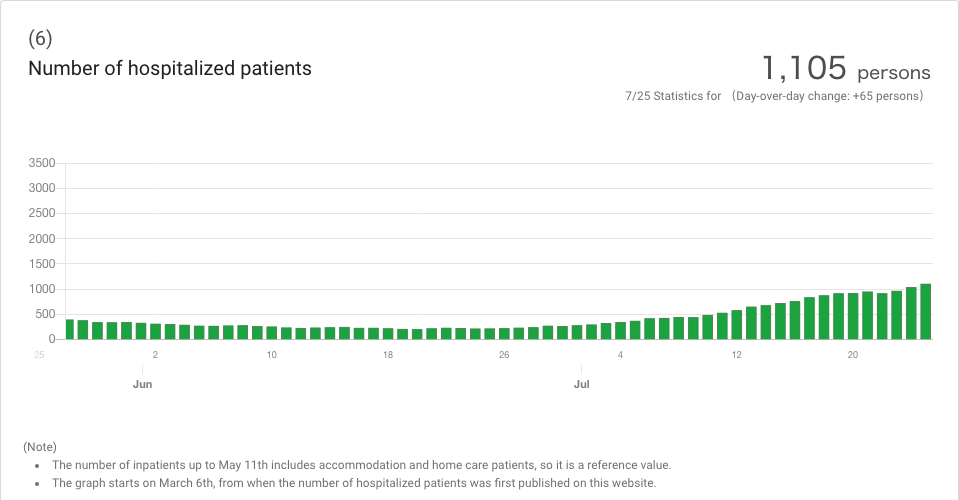 (6)
Number of hospitalized patients
1,105 persons
7/25 Statistics for （Day-over-day change: +65 persons）
3500
3000
2500
2000
1500
1000
500
0
25 2 10 18 26 4 12 20
Jun Jul
(Note)
• The number of inpatients up to May 11th includes accommodation and home care patients, so it is a reference value.
• The graph starts on March 6th, from when the number of hospitalized patients was first published on this website.